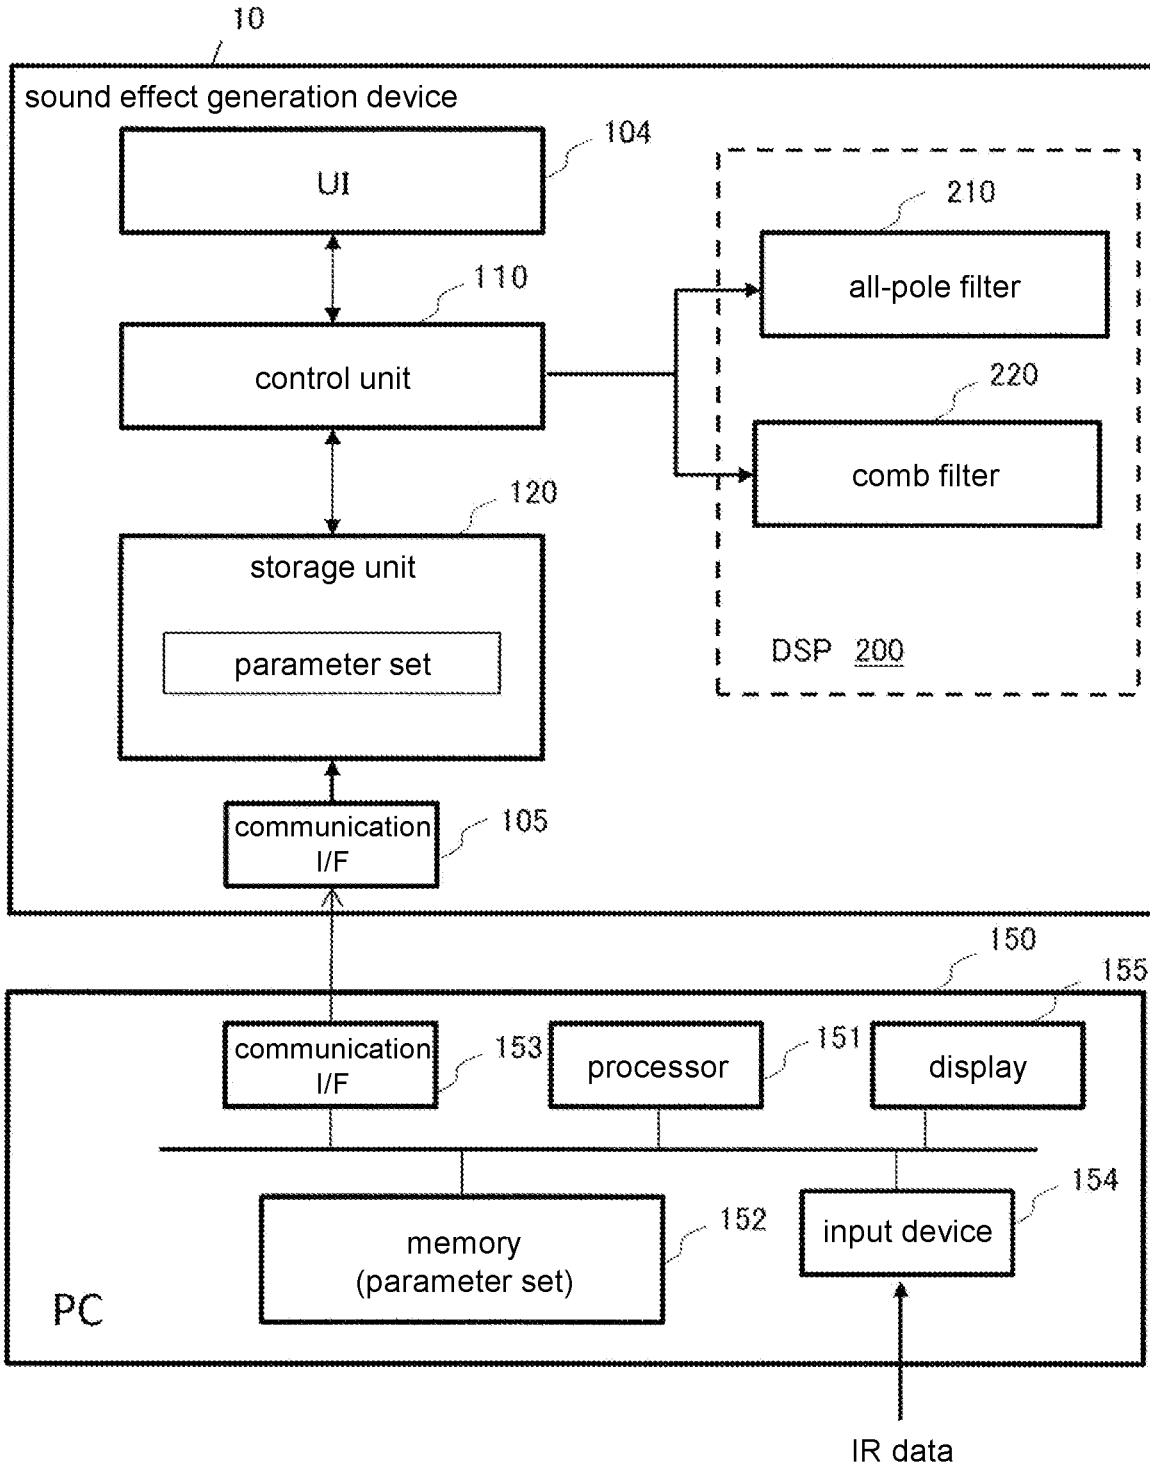 10
sound effect generation device
104
UI
210
all-pole filter
110
control unit
220
comb filter
120
storage unit
parameter set
DSP 200
communication
I/F
105
150
155
communication
I/F
153
processor
151
display
154
input device
memory
(parameter set)
152
PC
IR data